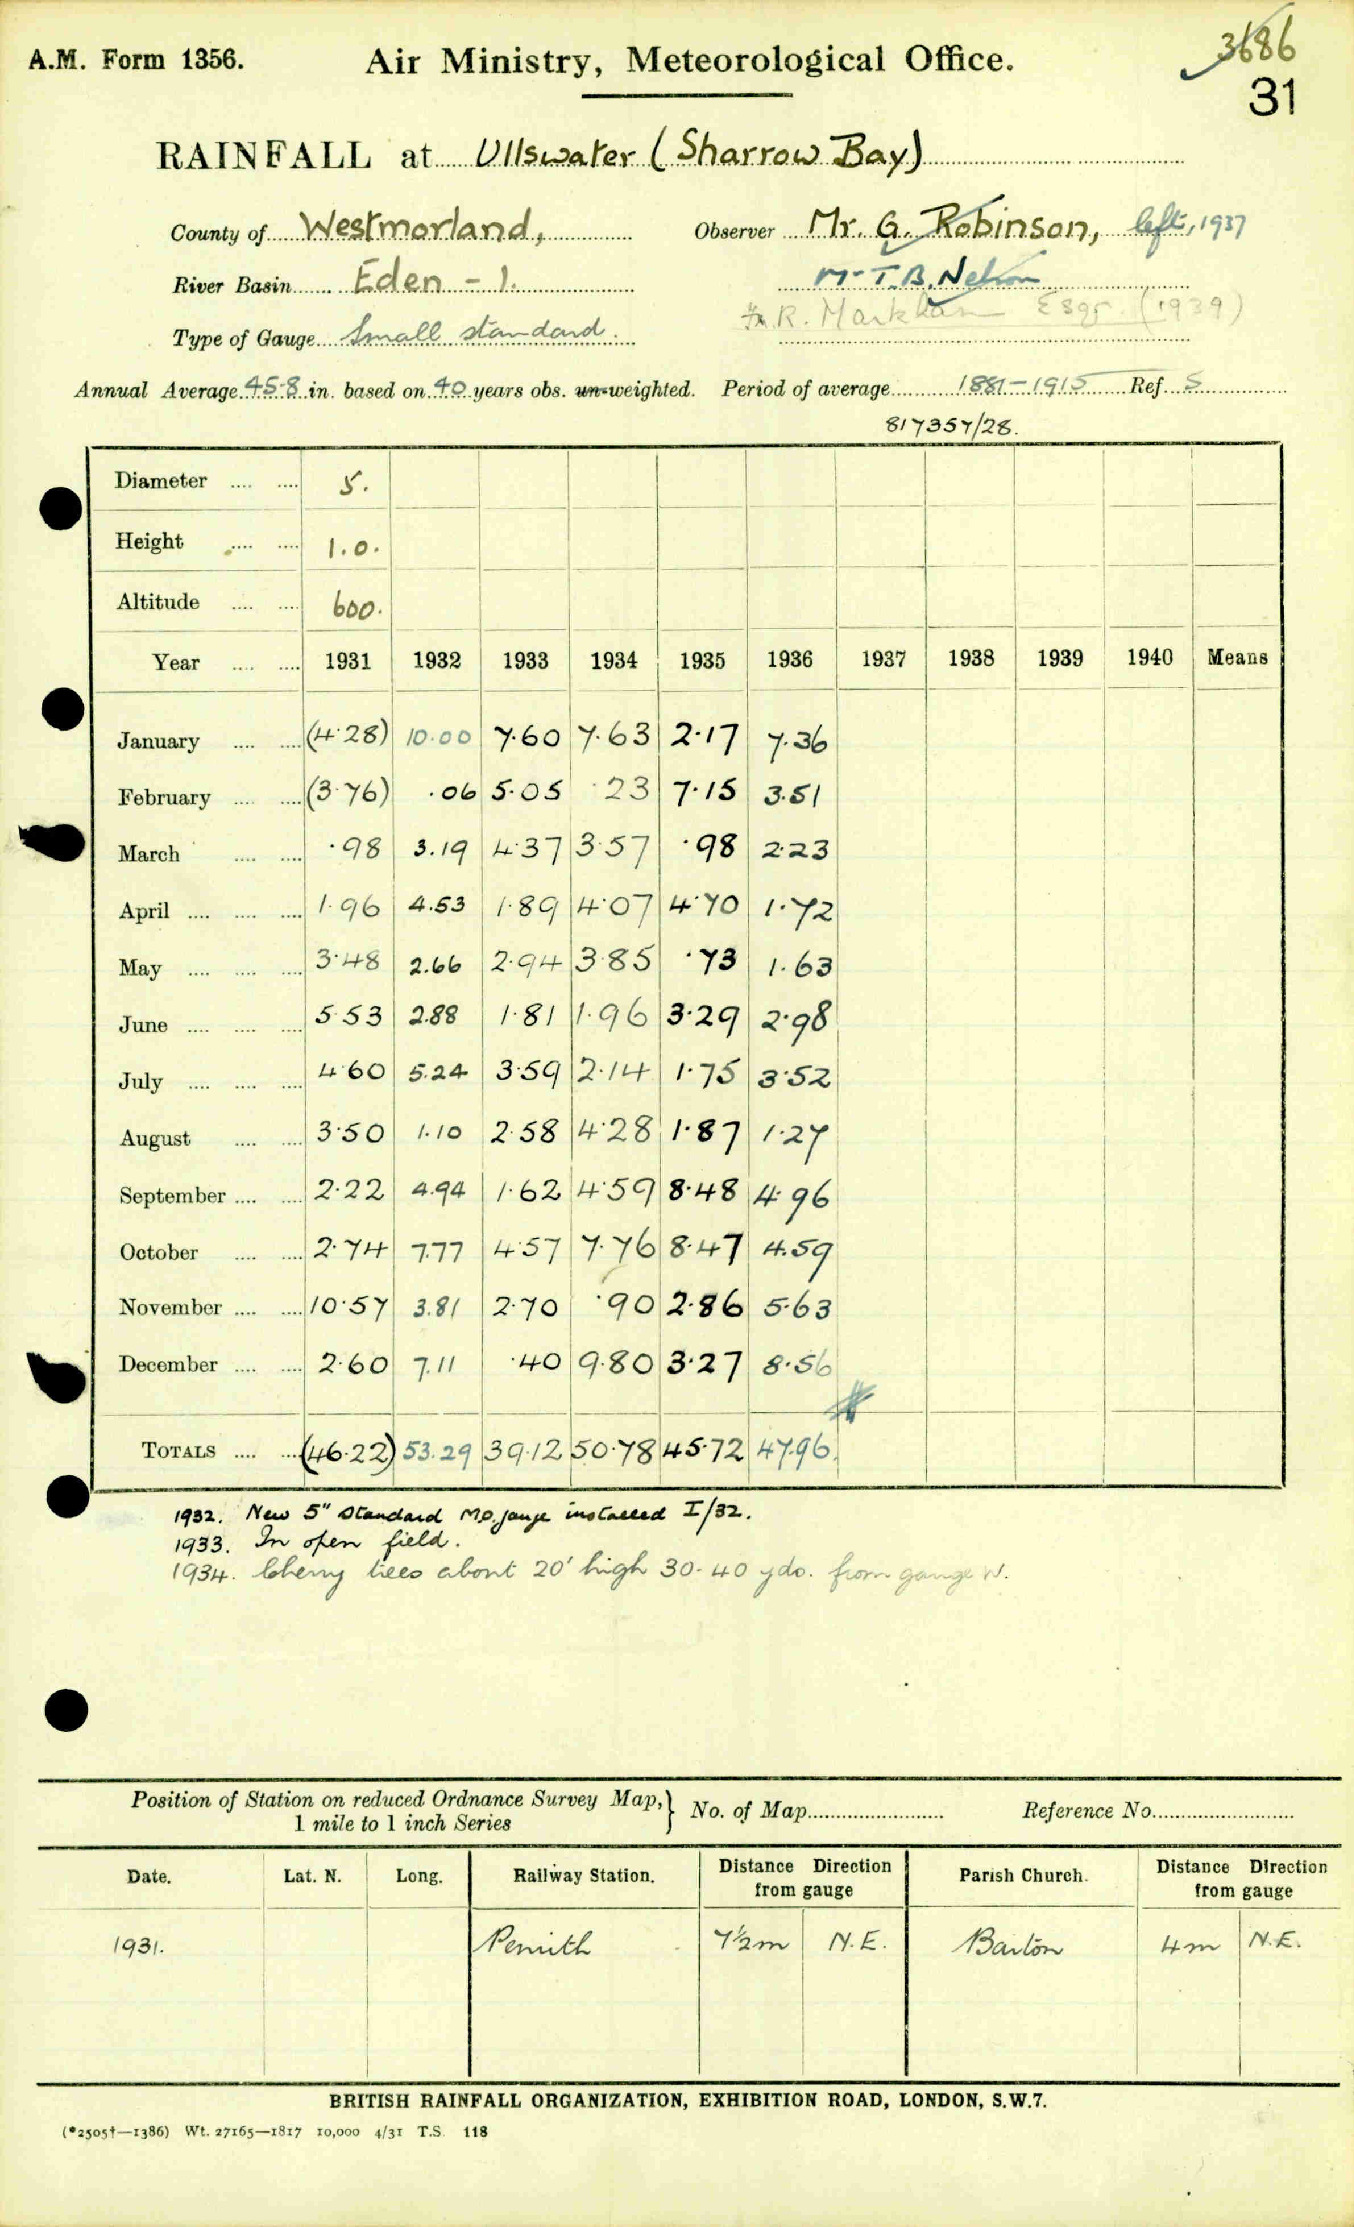 A.M. Form 1356.
Air Ministry, Meteorological Office.
3686
31
RAINFALL at Ullswater (Sharrow Bay)
County of Westmorland, Observer Mr. G. Robinson, left, 1937
River Basin Eden - 1. Mr T.B. Nelson
Type of Gauge Small standard. R. Markham Esqr. (1939)
Annual Average 45.8 in. based on 40 years obs. un-weighted. Period of average 1881-1915 Ref. S
817357/28.
Diameter .... .... 5.
Height .... .... 1.0.
Altitude .... .... 600.
Year .... .... 1931 1932 1933 1934 1935 1936 1937 1938 1939 1940 Means
January .... .... (4.28) 10.00 7.60 7.63 2.17 7.36
February .... .... (3.76) .06 5.05 .23 7.15 3.51
March .... .... .98 3.19 4.37 3.57 .98 2.23
April .... .... .... 1.96 4.53 1.89 4.07 4.70 1.72
May .... .... .... 3.48 2.66 2.94 3.85 .73 1.63
June .... .... .... 5.53 2.88 1.81 1.96 3.29 2.98
July .... .... .... 4.60 5.24 3.59 2.14 1.75 3.52
August .... .... 3.50 1.10 2.58 4.28 1.87 1.27
September .... .... 2.22 4.94 1.62 4.59 8.48 4.96
October .... .... 2.74 7.77 4.57 7.76 8.47 4.59
November .... .... 10.57 3.81 2.70 .90 2.86 5.63
December .... .... 2.60 7.11 .40 9.80 3.27 8.56
TOTALS .... .... (46.22) 53.29 39.12 50.78 45.72 47.96
1932. New 5" Standard M.O. gauge installed I/32.
1933. In open field.
1934. Cherry trees about 20' high 30-40 yds. from gauge W.
Position of Station on reduced Ordnance Survey Map, } No. of Map Reference No.
1 mile to 1 inch Series
Date. Lat. N. Long. Railway Station. Distance Direction from gauge Parish Church. Distance Direction from gauge
1931. Penrith 7½m N.E. Barton 4m N.E.
BRITISH RAINFALL ORGANIZATION, EXHIBITION ROAD, LONDON, S.W.7.
(*2505†—1386) Wt. 27165—1817 10,000 4/31 T.S. 118